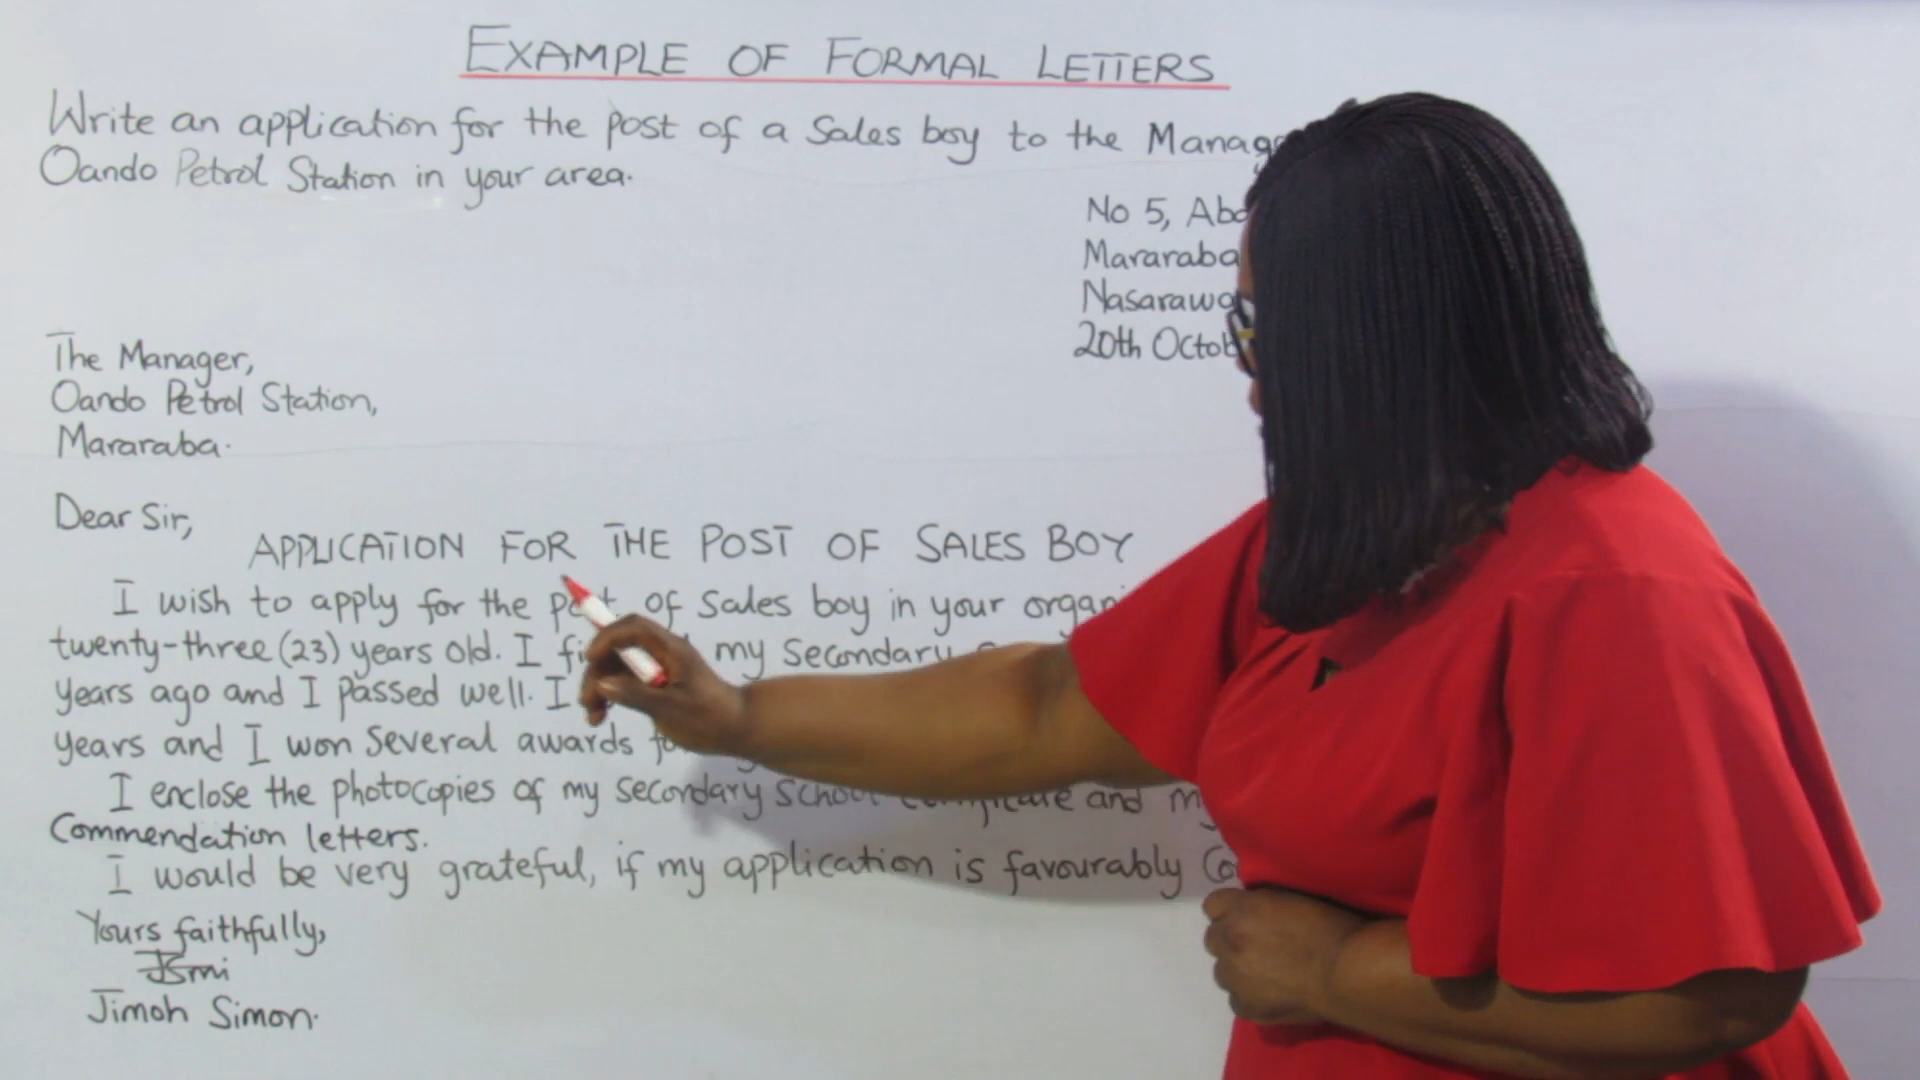 EXAMPLE OF FORMAL LETTERS
Write an application for the post of a Sales boy to the
Oando Petrol Station in your area.
No 5,
Mararaba
20th
The Manager,
Oando Petrol Station,
Mararaba.
Dear Sir,
APPLICATION FOR THE POST OF SALES BOY
I wish to apply for the of Sales boy in your
twenty-three (23) years old. I my Secondary
years ago and I passed well. I
years and I won Several awards
I enclose the photocopies of my secondary School and
Commendation letters.
I would be very grateful, if my application is favourably
Yours faithfully,
Jimoh Simon.